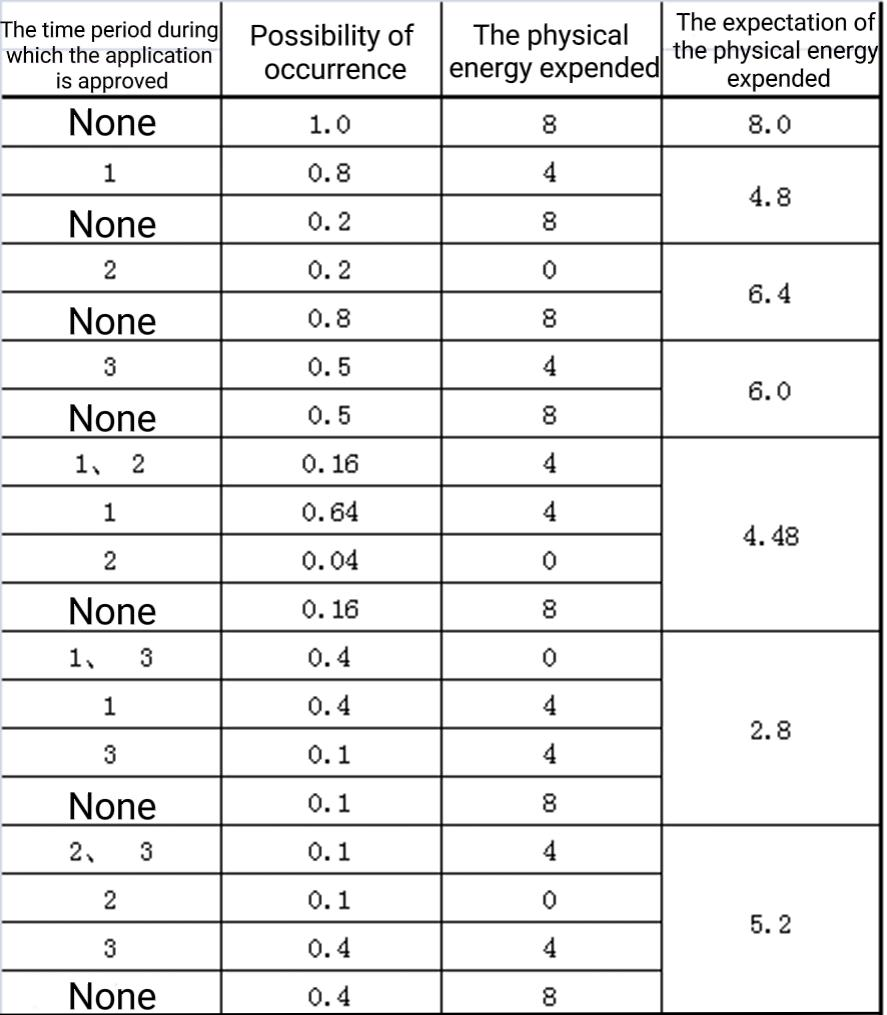 The time period during
which the application
is approved
Possibility of
occurrence
The physical
energy expended
The expectation of
the physical energy
expended
None 1.0 8 8.0
1 0.8 4
4.8
None 0.2 8
2 0.2 0
6.4
None 0.8 8
3 0.5 4
6.0
None 0.5 8
1、 2 0.16 4
1 0.64 4
4.48
2 0.04 0
None 0.16 8
1、 3 0.4 0
1 0.4 4
2.8
3 0.1 4
None 0.1 8
2、 3 0.1 4
2 0.1 0
5.2
3 0.4 4
None 0.4 8